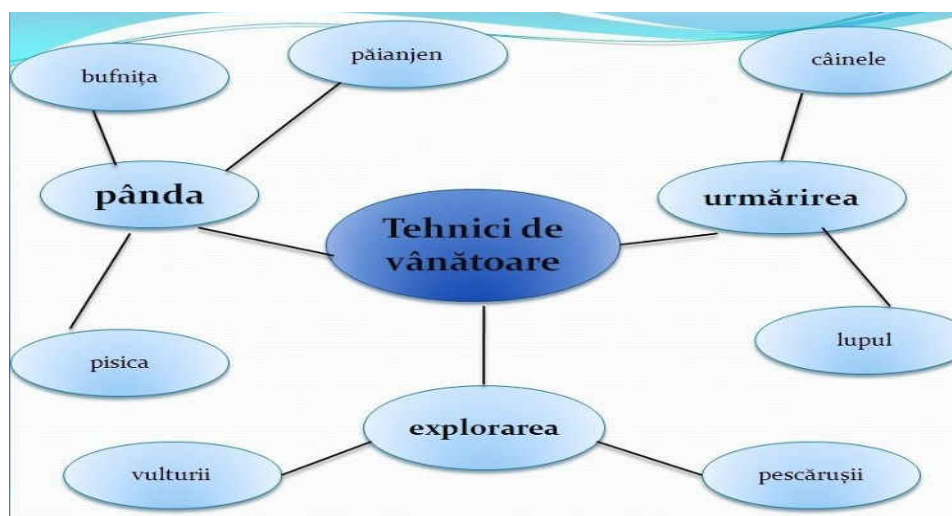 bufnița
păianjen
câinele
pânda
urmărirea
Tehnici de
vânătoare
pisica
lupul
explorarea
vulturii
pescărușii